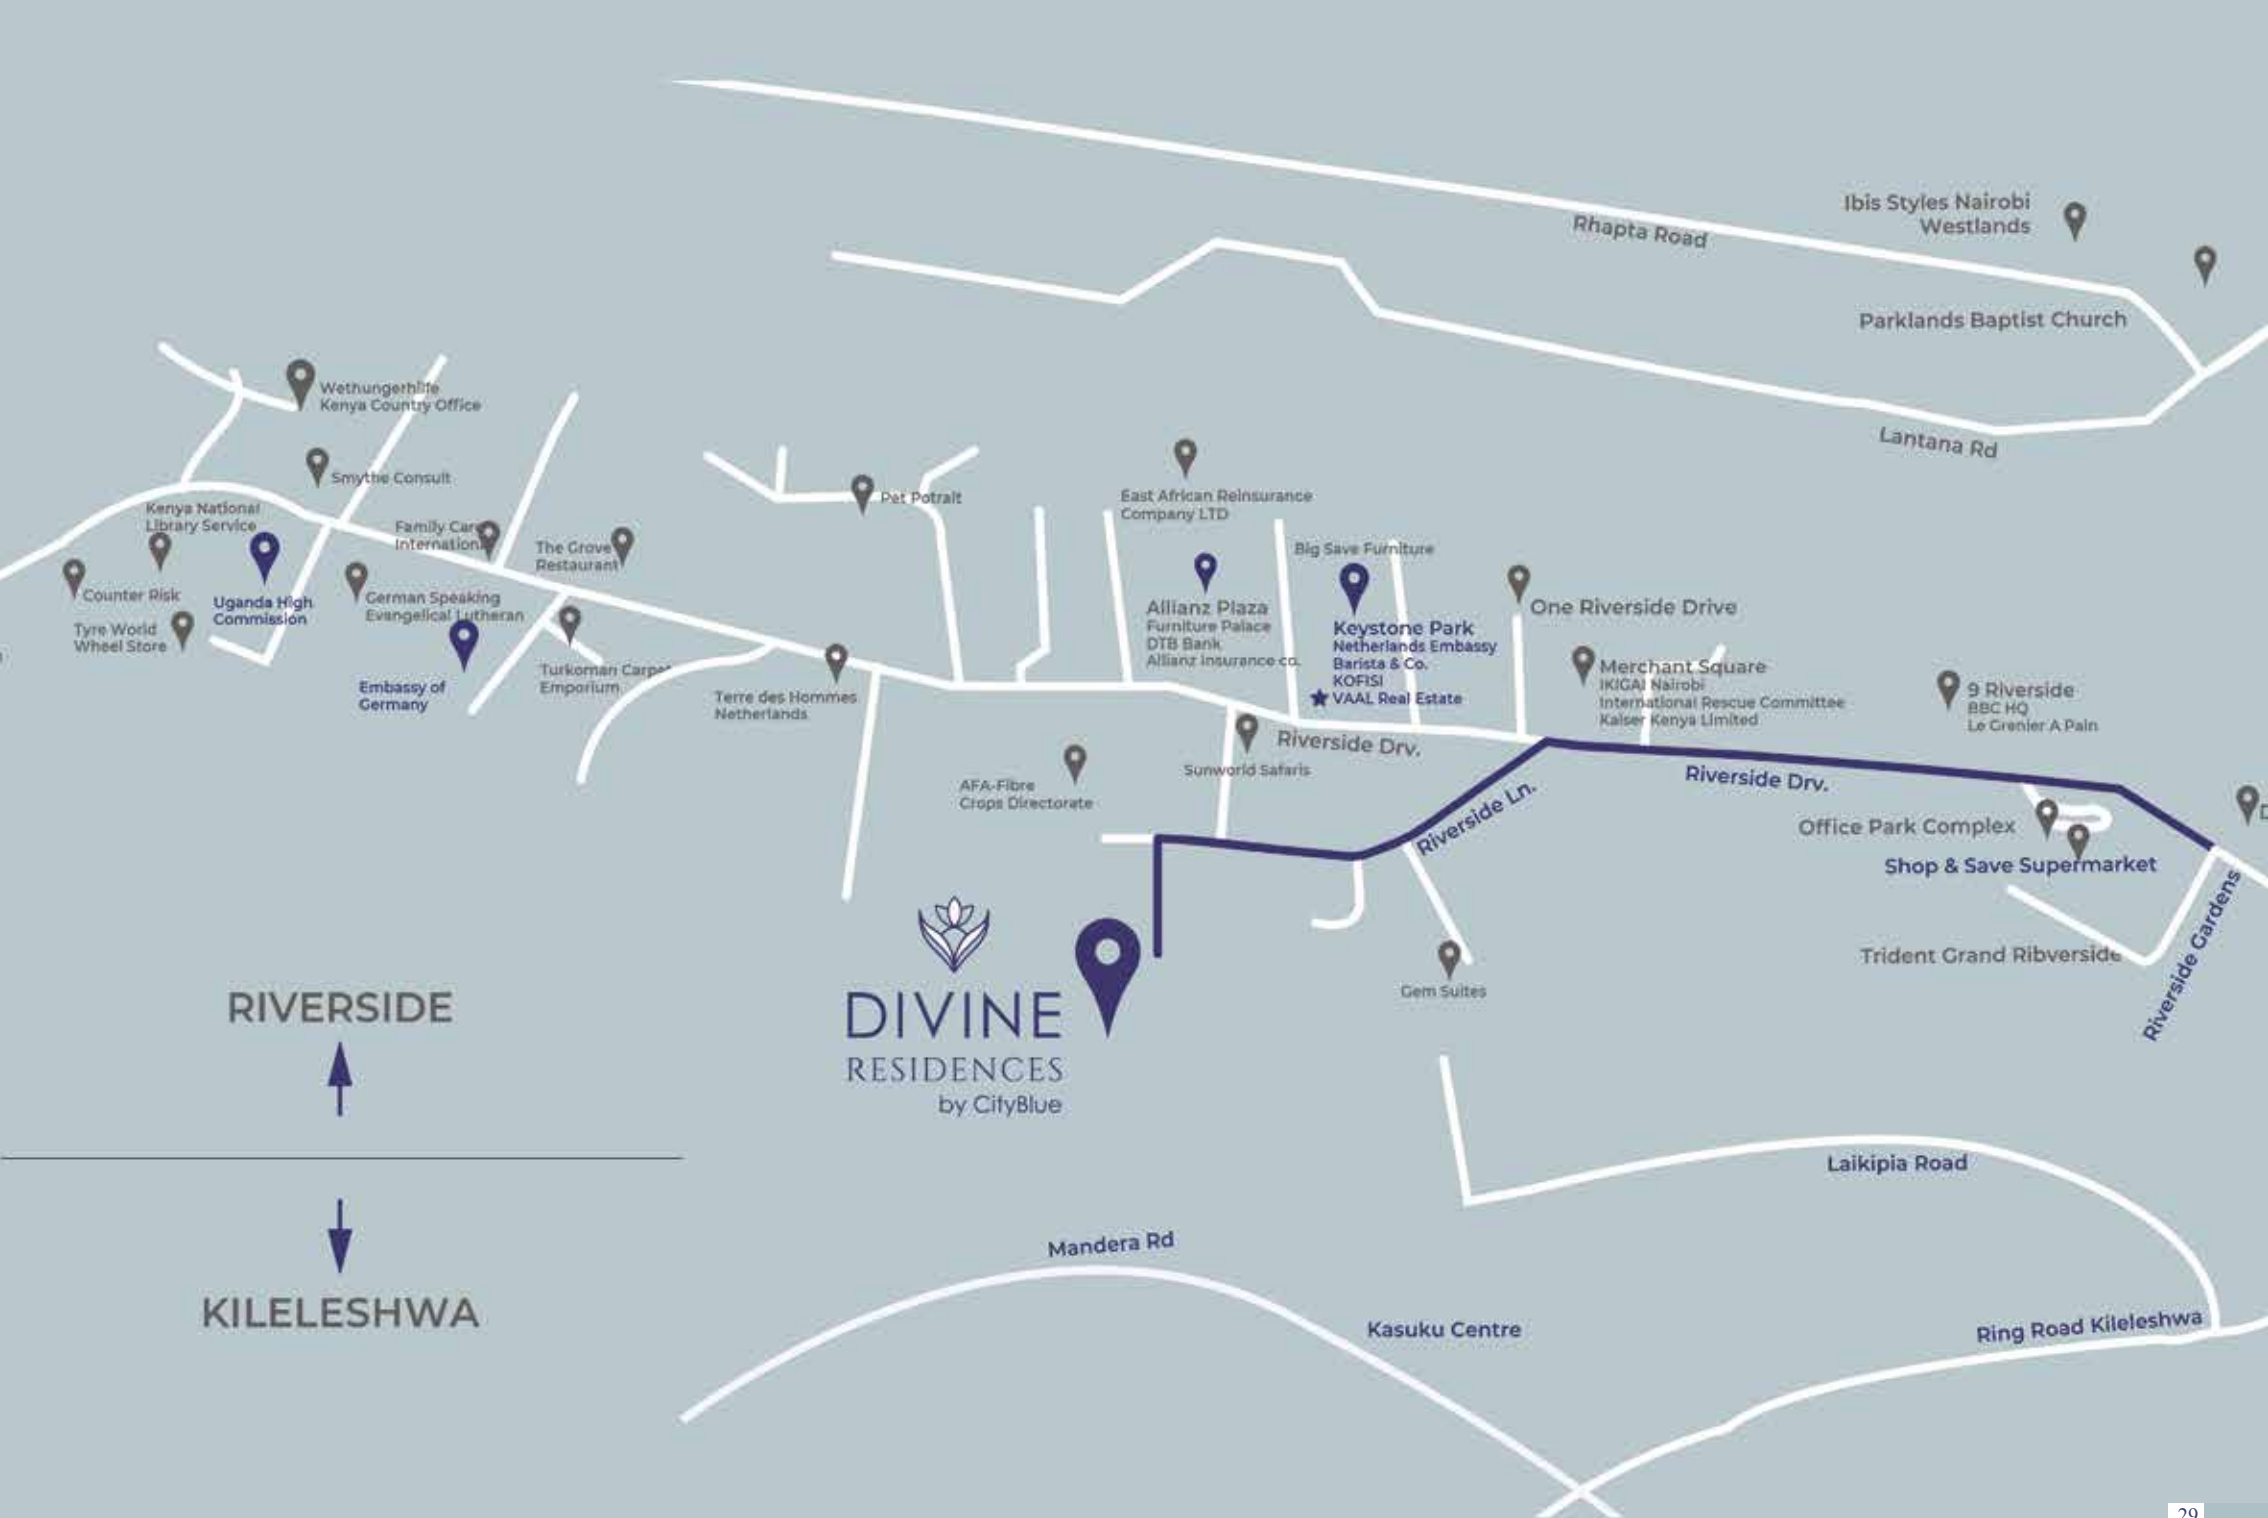 Ibis Styles Nairobi
Westlands
Rhapta Road
Parklands Baptist Church
Lantana Rd
Wethungerhilfe
Kenya Country Office
Smythe Consult
Kenya National
Library Service
Counter Risk
Tyre World
Wheel Store
Uganda High
Commission
Family Care
International
German Speaking
Evangelical Lutheran
Embassy of
Germany
The Grove
Restaurant
Turkoman Carpet
Emporium
Pet Potrait
Terre des Hommes
Netherlands
East African Reinsurance
Company LTD
Allianz Plaza
Furniture Palace
DTB Bank
Allianz Insurance co.
Big Save Furniture
Keystone Park
Netherlands Embassy
Barista & Co.
KOFISI
VAAL Real Estate
One Riverside Drive
Merchant Square
IKIGAI Nairobi
International Rescue Committee
Kaiser Kenya Limited
9 Riverside
BBC HQ
Le Grenier A Pain
Riverside Drv.
Sunworld Safaris
AFA-Fibre
Crops Directorate
Riverside Ln.
Riverside Drv.
Office Park Complex
Shop & Save Supermarket
Trident Grand Ribverside
Riverside Gardens
Gem Suites
DIVINE
RESIDENCES
by CityBlue
RIVERSIDE
KILELESHWA
Laikipia Road
Mandera Rd
Kasuku Centre
Ring Road Kileleshwa
29